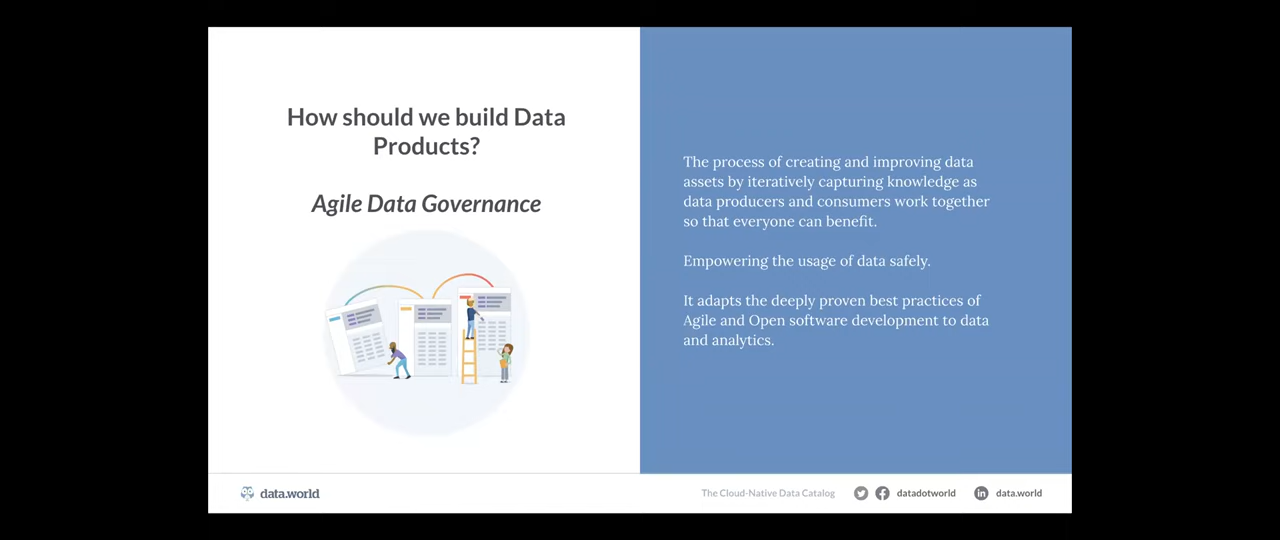 How should we build Data
Products?
Agile Data Governance
The process of creating and improving data
assets by iteratively capturing knowledge as
data producers and consumers work together
so that everyone can benefit.
Empowering the usage of data safely.
It adapts the deeply proven best practices of
Agile and Open software development to data
and analytics.
data.world
The Cloud-Native Data Catalog
datadotworld
data.world